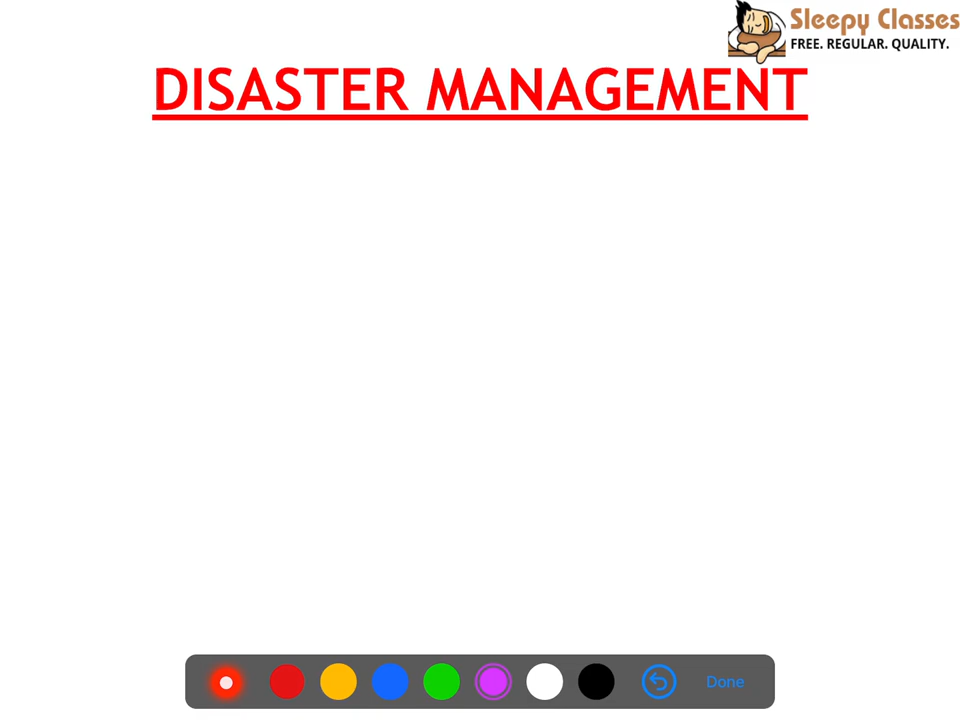 Sleepy Classes
FREE. REGULAR. QUALITY.
DISASTER MANAGEMENT
Done